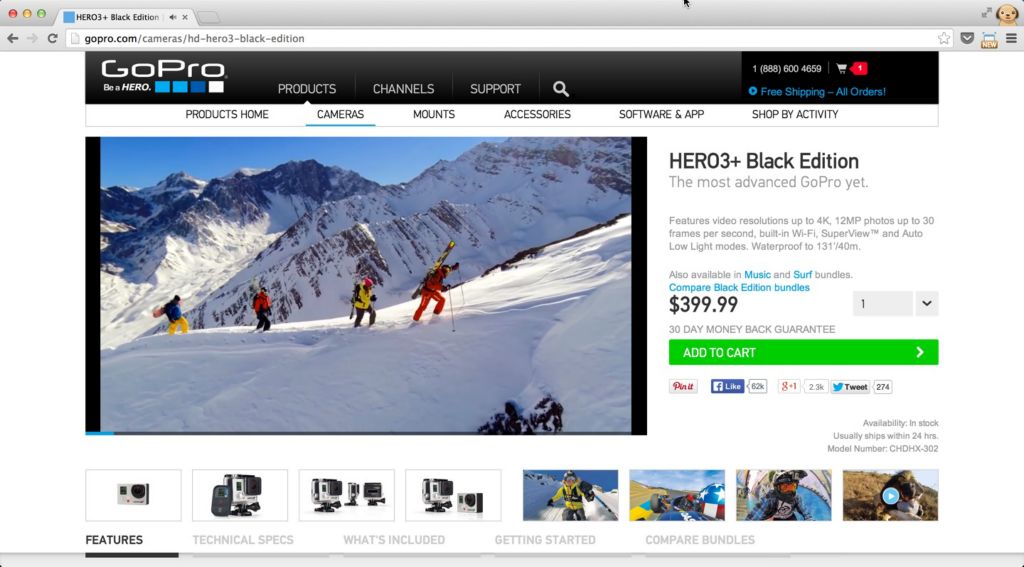 HERO3+ Black Edition
gopro.com/cameras/hd-hero3-black-edition
NEW
GoPro
Be a HERO.
PRODUCTS
CHANNELS
SUPPORT
1 (888) 600 4659
1
Free Shipping – All Orders!
PRODUCTS HOME
CAMERAS
MOUNTS
ACCESSORIES
SOFTWARE & APP
SHOP BY ACTIVITY
HERO3+ Black Edition
The most advanced GoPro yet.
Features video resolutions up to 4K, 12MP photos up to 30
frames per second, built-in Wi-Fi, SuperView™ and Auto
Low Light modes. Waterproof to 131'/40m.
Also available in Music and Surf bundles.
Compare Black Edition bundles
$399.99
1
30 DAY MONEY BACK GUARANTEE
ADD TO CART
Pin it
Like
62k
g+1
2.3k
Tweet
274
Availability: In stock
Usually ships within 24 hrs.
Model Number: CHDHX-302
FEATURES
TECHNICAL SPECS
WHAT'S INCLUDED
GETTING STARTED
COMPARE BUNDLES